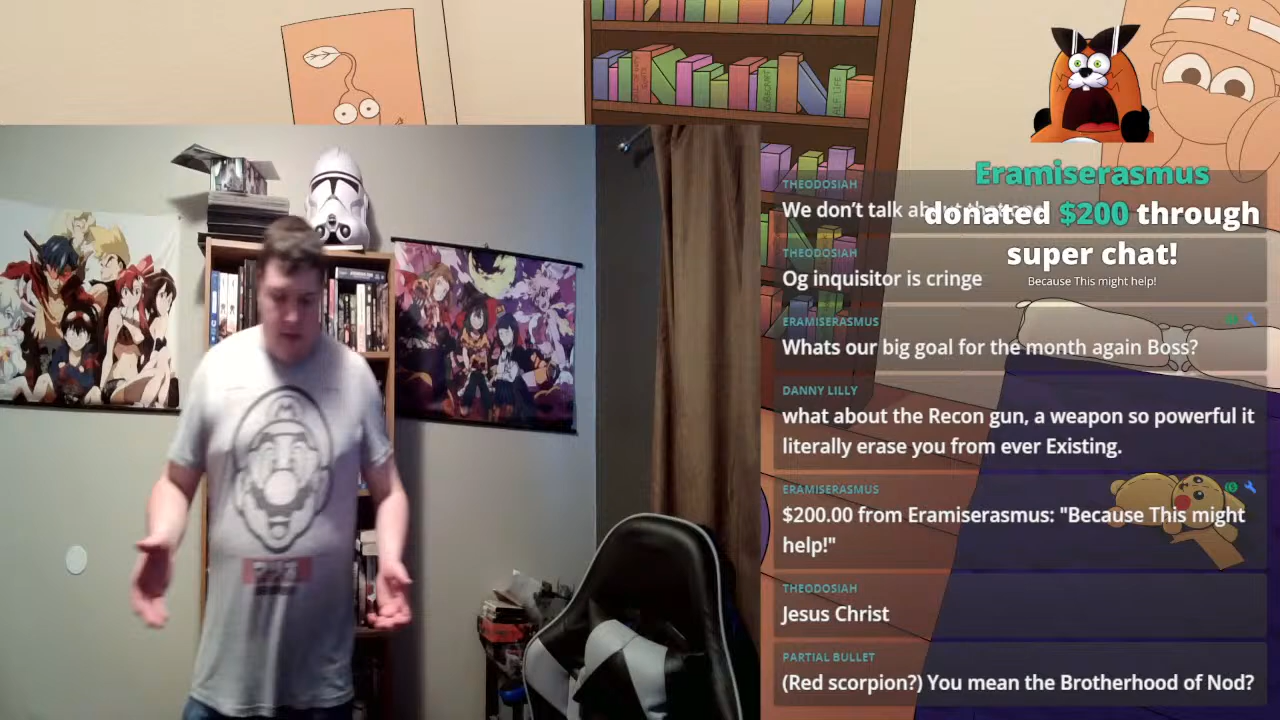 THEODOSIAH
We don't talk about that one
Eramiserasmus
donated $200 through
super chat!
Because This might help!
THEODOSIAH
Og inquisitor is cringe
ERAMISERASMUS
Whats our big goal for the month again Boss?
DANNY LILLY
what about the Recon gun, a weapon so powerful it
literally erase you from ever Existing.
ERAMISERASMUS
$200.00 from Eramiserasmus: "Because This might
help!"
THEODOSIAH
Jesus Christ
PARTIAL BULLET
(Red scorpion?) You mean the Brotherhood of Nod?